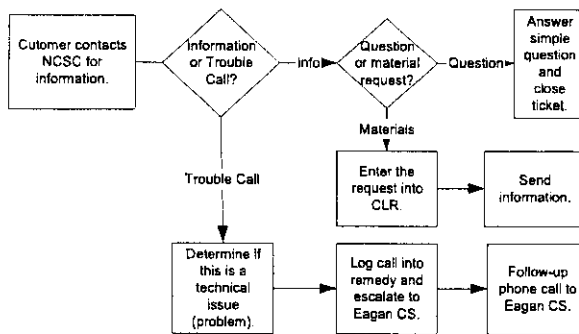 Cutomer contacts
NCSC for
information.
Information
or Trouble
Call?
Info
Question
or material
request?
Question
Answer
simple
question
and
close
ticket.
Materials
Enter the
request into
CLR.
Send
information.
Trouble Call
Determine if
this is a
technical
issue
(problem).
Log call into
remedy and
escalate to
Eagan CS.
Follow-up
phone call to
Eagan CS.